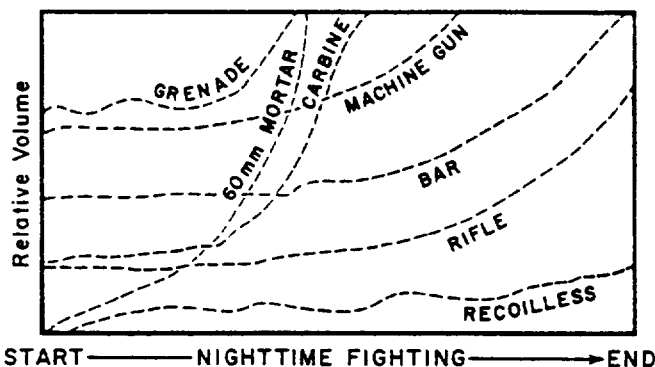 Relative Volume
GRENADE
60mm MORTAR
CARBINE
MACHINE GUN
BAR
RIFLE
RECOILLESS
START NIGHTTIME FIGHTING END